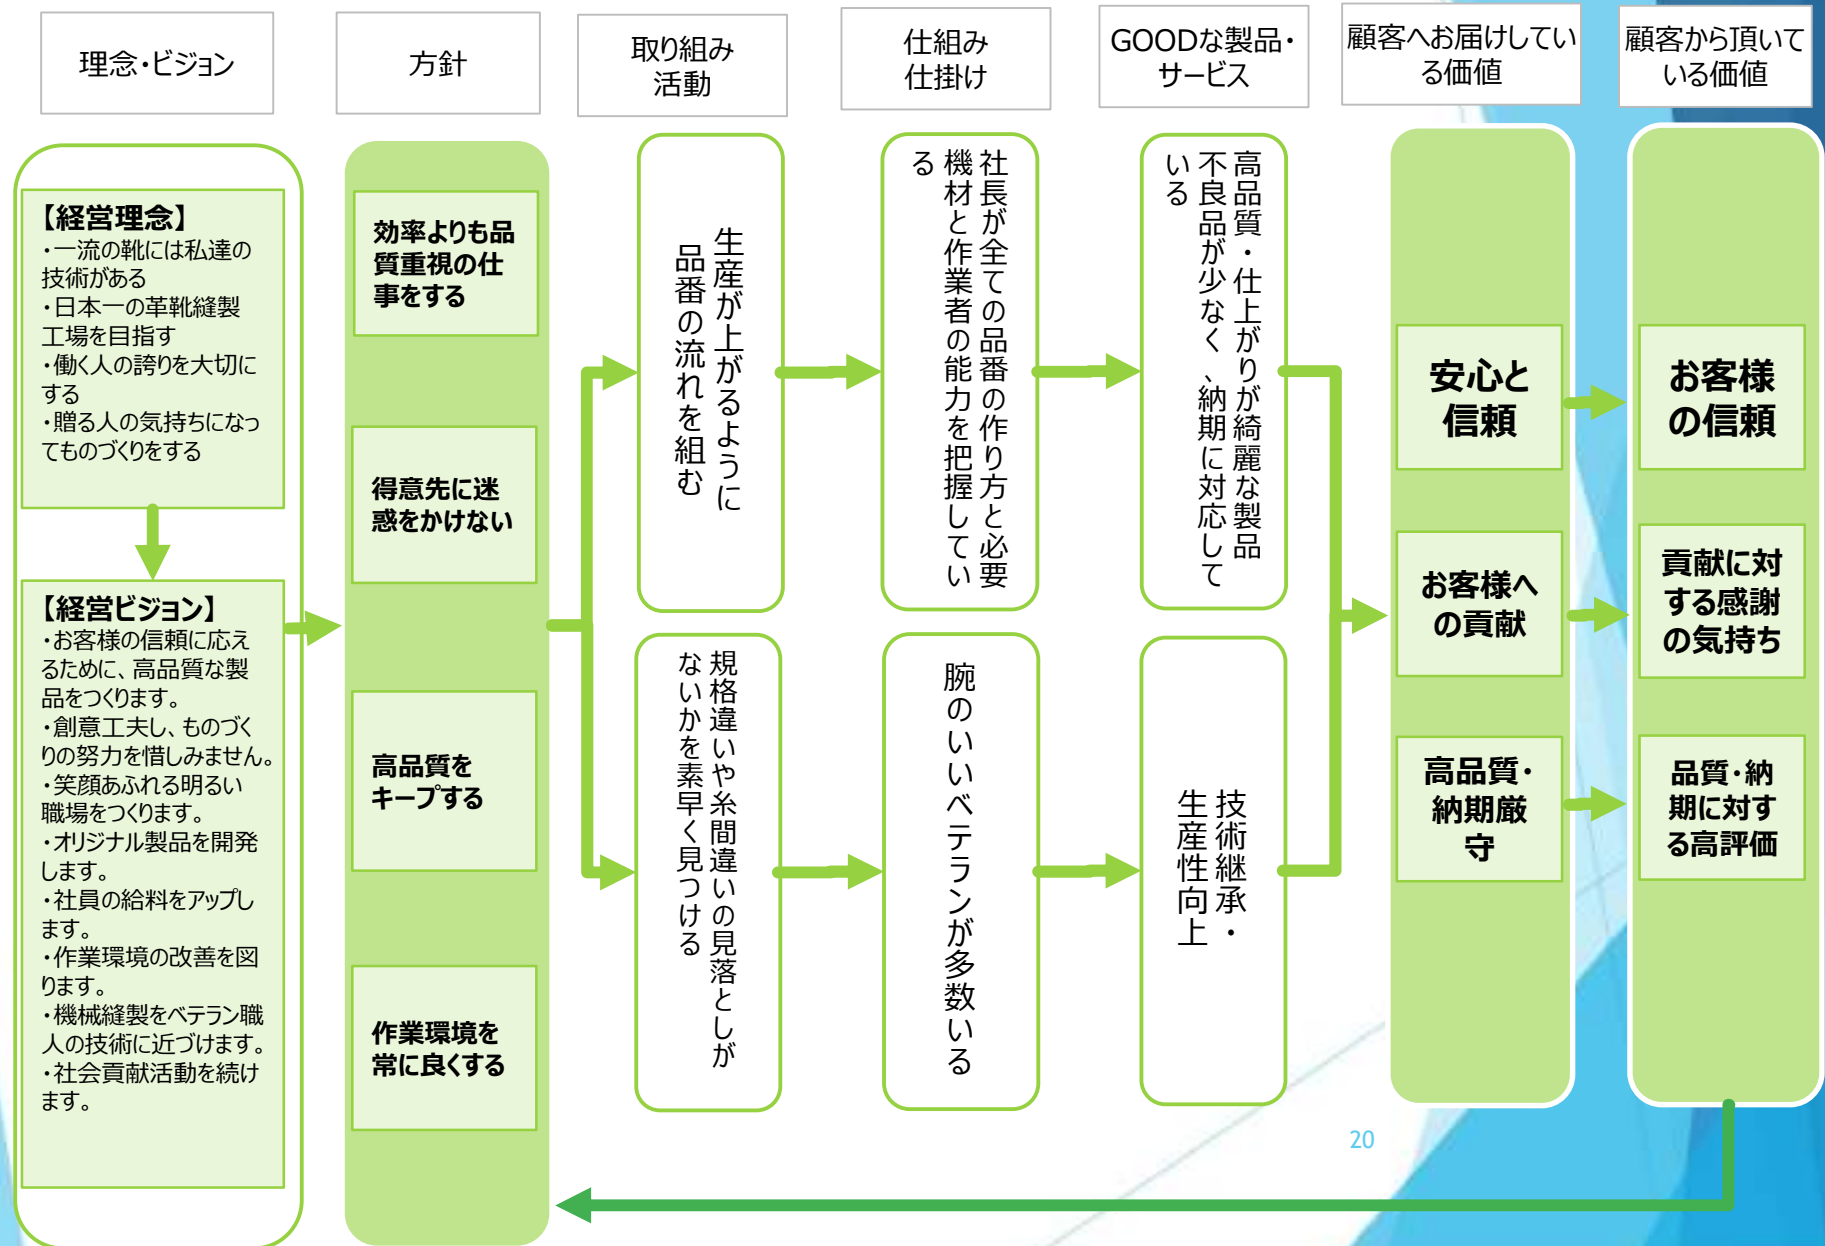 理念・ビジョン
方針
取り組み
活動
仕組み
仕掛け
GOODな製品・
サービス
顧客へお届けしてい
る価値
顧客から頂いて
いる価値
【経営理念】
・一流の靴には私達の
技術がある
・日本一の革靴縫製
工場を目指す
・働く人の誇りを大切に
する
・贈る人の気持ちになっ
てものづくりをする
【経営ビジョン】
・お客様の信頼に応え
るために、高品質な製
品をつくります。
・創意工夫し、ものづく
りの努力を惜しみません。
・笑顔あふれる明るい
職場をつくります。
・オリジナル製品を開発
します。
・社員の給料をアップし
ます。
・作業環境の改善を図
ります。
・機械縫製をベテラン職
人の技術に近づけます。
・社会貢献活動を続け
ます。
効率よりも品
質重視の仕
事をする
得意先に迷
惑をかけない
高品質を
キープする
作業環境を
常に良くする
生産が上がるように
品番の流れを組む
規格違いや糸間違いの見落としが
ないかを素早く見つける
社長が全ての品番の作り方と必要
機材と作業者の能力を把握してい
る
腕のいいベテランが多数いる
高品質・仕上がりが綺麗な製品
不良品が少なく、納期に対応して
いる
技術継承・
生産性向上
安心と
信頼
お客様へ
の貢献
高品質・
納期厳
守
お客様
の信頼
貢献に対
する感謝
の気持ち
品質・納
期に対す
る高評価
20